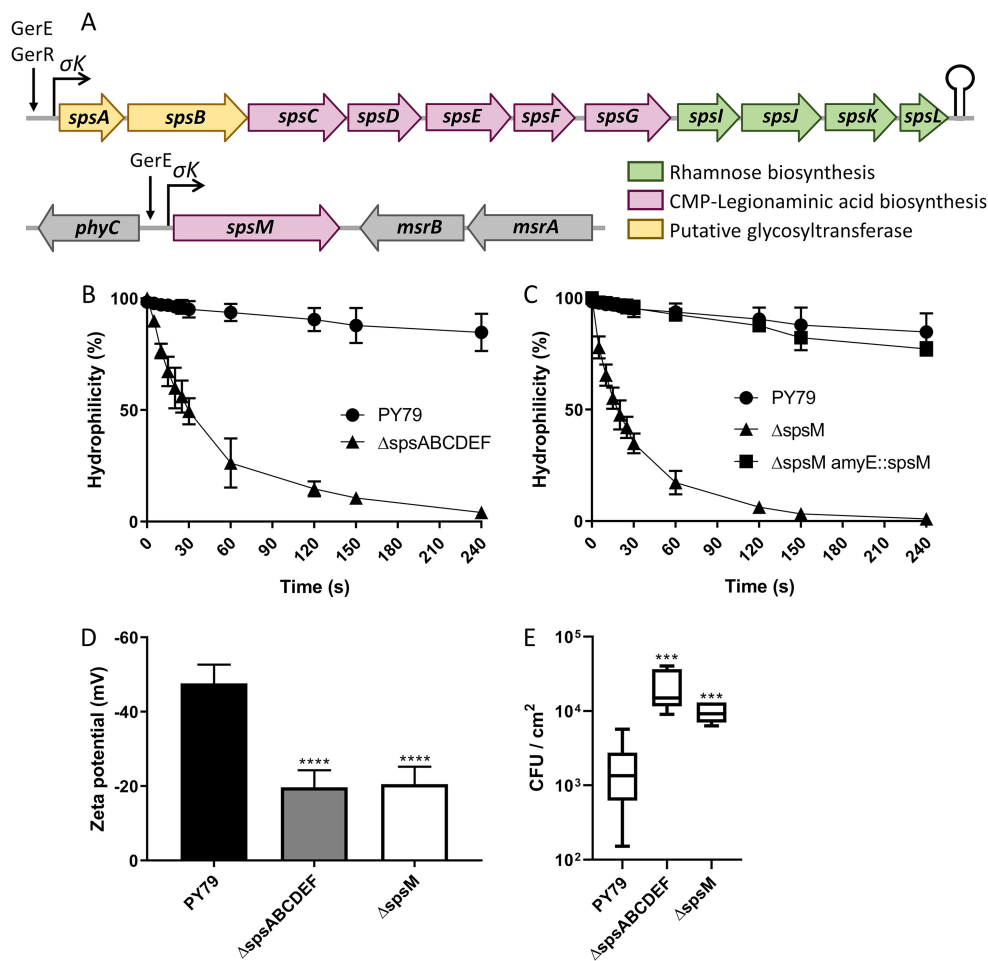 A
GerE
GerR
σK
spsA spsB spsC spsD spsE spsF spsG spsI spsJ spsK spsL
GerE
σK
phyC spsM msrB msrA
Rhamnose biosynthesis
CMP-Legionaminic acid biosynthesis
Putative glycosyltransferase
B
100
50
0
Hydrophilicity (%)
PY79
ΔspsABCDEF
0 30 60 90 120 150 180 210 240
Time (s)
C
100
50
0
Hydrophilicity (%)
PY79
ΔspsM
ΔspsM amyE::spsM
0 30 60 90 120 150 180 210 240
Time (s)
D
-60
-40
-20
0
Zeta potential (mV)
**** ****
PY79 ΔspsABCDEF ΔspsM
E
10^5
10^4
10^3
10^2
CFU / cm^2
*** ***
PY79 ΔspsABCDEF ΔspsM